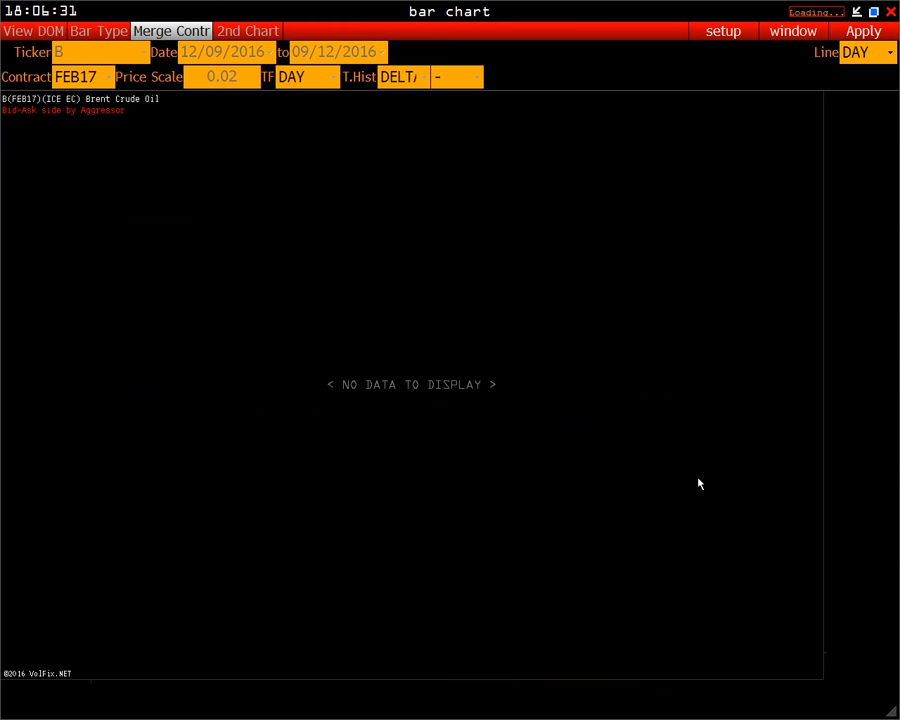 18:06:31 bar chart Loading...
View DOM Bar Type Merge Contr 2nd Chart setup window Apply
Ticker B Date 12/09/2016 to 09/12/2016 Line DAY
Contract FEB17 Price Scale 0.02 TF DAY T.Hist DELT -
B(FEB17)(ICE EC) Brent Crude Oil
Bid-Ask side by Aggressor
< NO DATA TO DISPLAY >
©2016 VolFix.NET